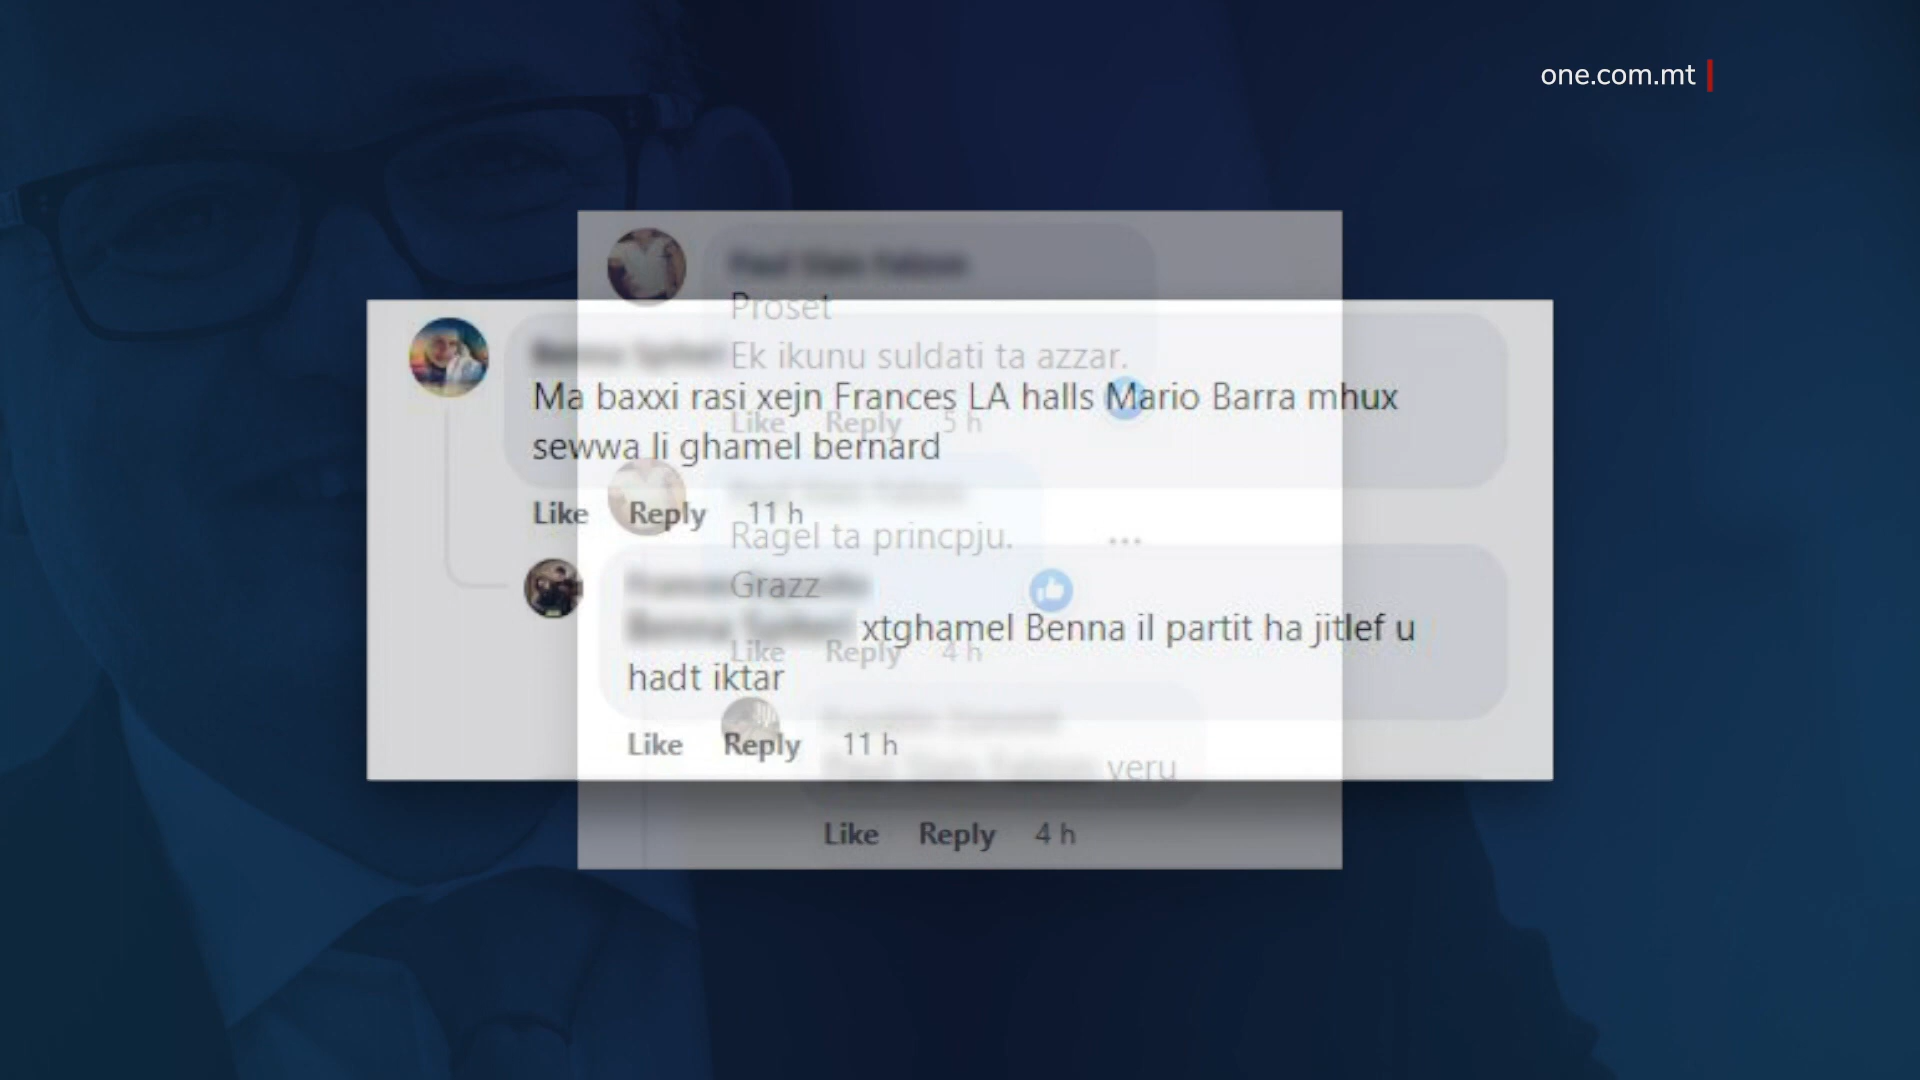 one.com.mt
Proset
Ek ikunu suldati ta azzar.
Like Reply 5 h
Ragel ta princpju.
Grazz
Like Reply 4 h
veru
Like Reply 4 h
Ma baxxi rasi xejn Frances LA halls Mario Barra mhux
sewwa li ghamel bernard
Like Reply 11 h
xtghamel Benna il partit ha jitlef u
hadt iktar
Like Reply 11 h